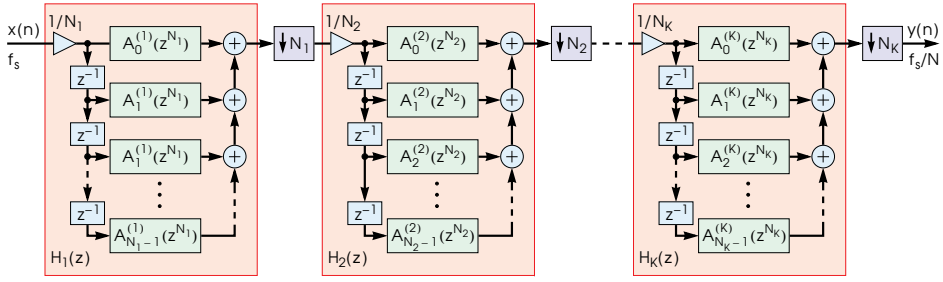 x(n)
f_s
1/N_1
A_0^(1)(z^N_1)
z^-1
A_1^(1)(z^N_1)
z^-1
A_1^(1)(z^N_1)
z^-1
A_N_1-1^(1)(z^N_1)
H_1(z)
↓N_1
1/N_2
A_0^(2)(z^N_2)
z^-1
A_1^(2)(z^N_2)
z^-1
A_2^(2)(z^N_2)
z^-1
A_N_2-1^(2)(z^N_2)
H_2(z)
↓N_2
1/N_K
A_0^(K)(z^N_K)
z^-1
A_1^(K)(z^N_K)
z^-1
A_2^(K)(z^N_K)
z^-1
A_N_K-1^(K)(z^N_K)
H_K(z)
↓N_K
y(n)
f_s/N